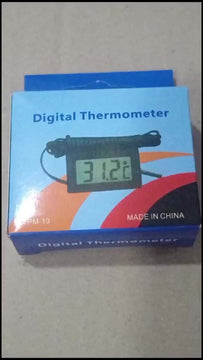 Digital Thermometer
31.2℃
PM-10
MADE IN CHINA
Digital Thermometer